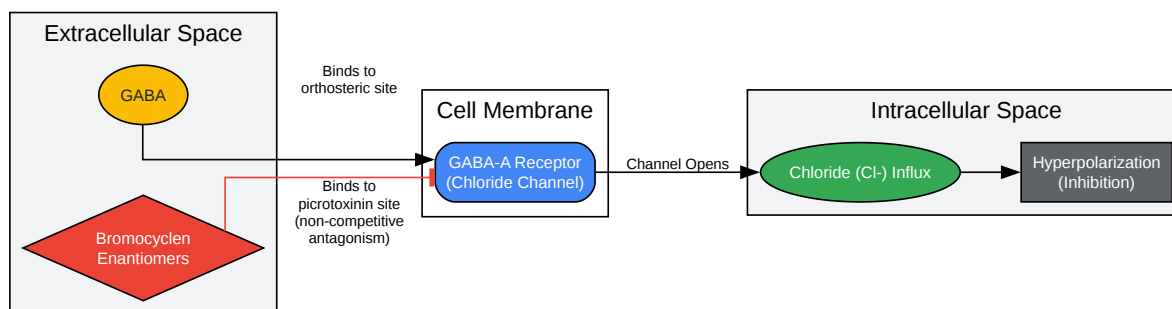 Extracellular Space
GABA
Binds to
orthosteric site
Cell Membrane
GABA-A Receptor
(Chloride Channel)
Binds to
picrotoxinin site
(non-competitive
antagonism)
Bromocyclen
Enantiomers
Channel Opens
Intracellular Space
Chloride (Cl-) Influx
Hyperpolarization
(Inhibition)